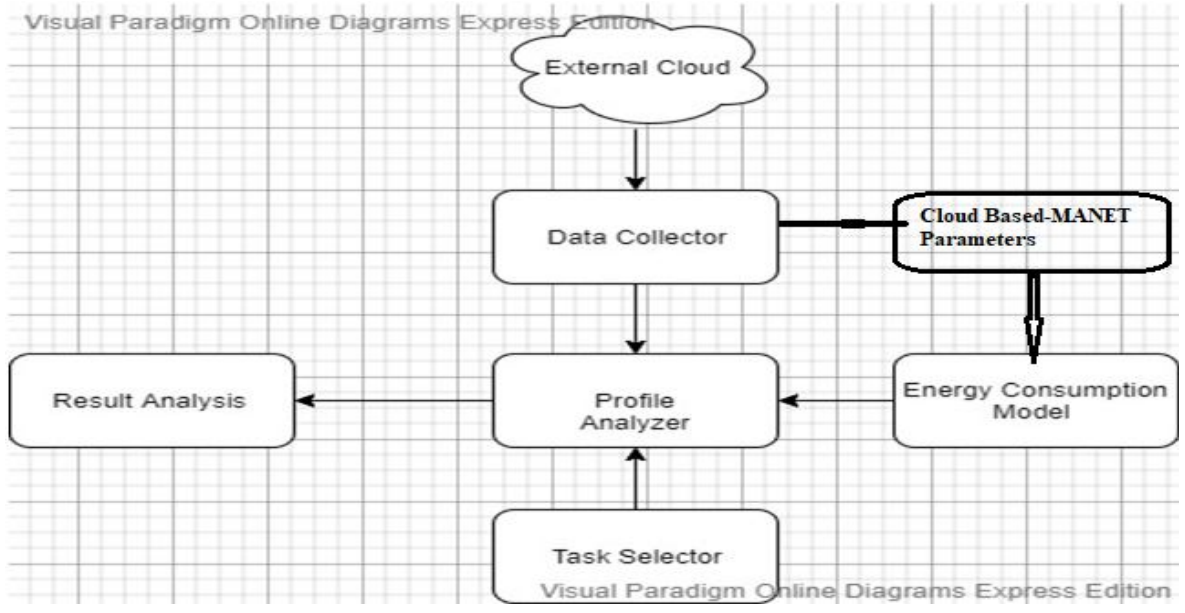 Visual Paradigm Online Diagrams Express Edition
External Cloud
Data Collector
Cloud Based-MANET
Parameters
Result Analysis
Profile
Analyzer
Energy Consumption
Model
Task Selector
Visual Paradigm Online Diagrams Express Edition